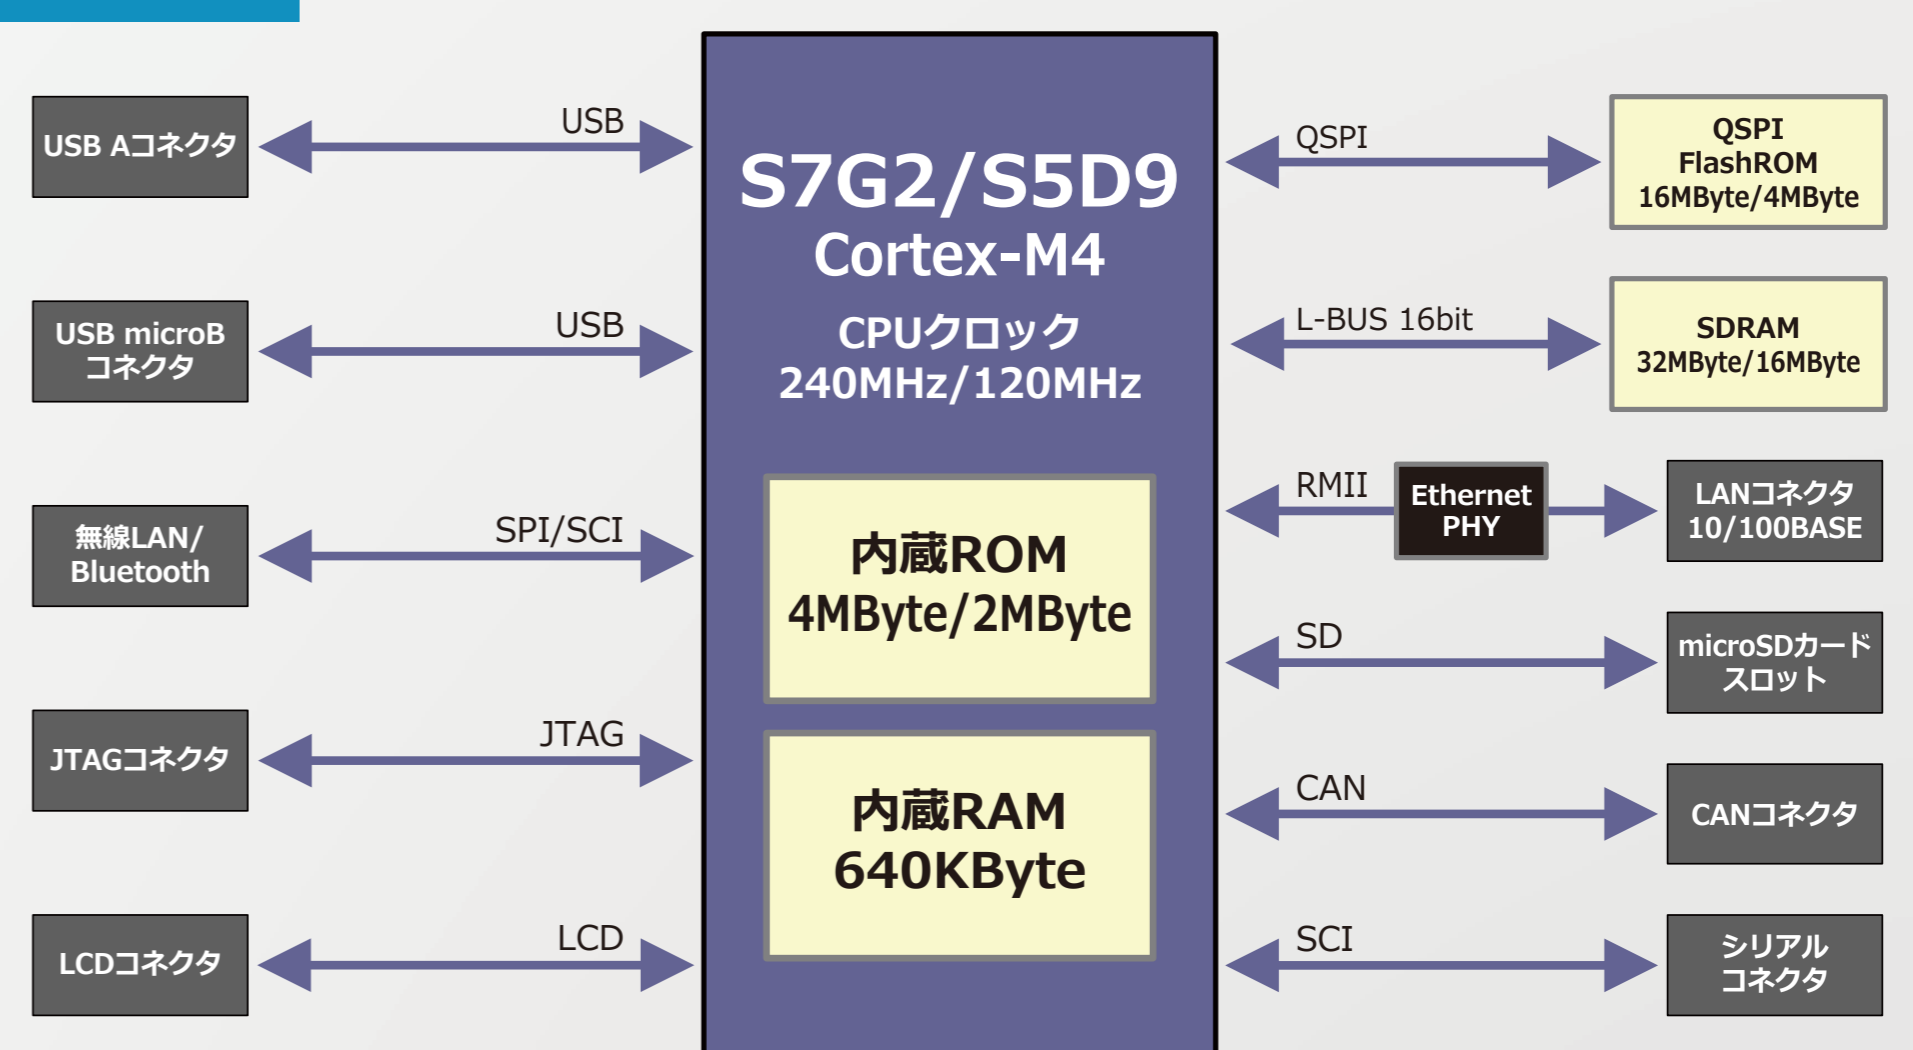 USB Aコネクタ
USB
USB microB
コネクタ
USB
無線LAN/
Bluetooth
SPI/SCI
JTAGコネクタ
JTAG
LCDコネクタ
LCD
S7G2/S5D9
Cortex-M4
CPUクロック
240MHz/120MHz
内蔵ROM
4MByte/2MByte
内蔵RAM
640KByte
QSPI
QSPI
FlashROM
16MByte/4MByte
L-BUS 16bit
SDRAM
32MByte/16MByte
RMII
Ethernet
PHY
LANコネクタ
10/100BASE
SD
microSDカード
スロット
CAN
CANコネクタ
SCI
シリアル
コネクタ